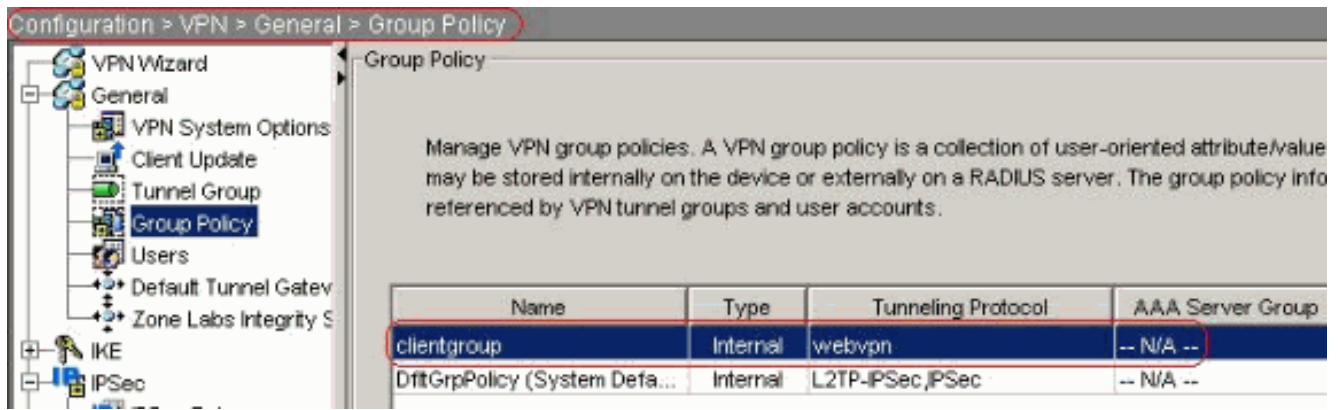 Configuration > VPN > General > Group Policy
VPN Wizard
General
VPN System Options
Client Update
Tunnel Group
Group Policy
Users
Default Tunnel Gatew
Zone Labs Integrity S
IKE
IPSec
Group Policy
Manage VPN group policies. A VPN group policy is a collection of user-oriented attribute/value
may be stored internally on the device or externally on a RADIUS server. The group policy info
referenced by VPN tunnel groups and user accounts.
Name Type Tunneling Protocol AAA Server Group
clientgroup Internal webvpn -- N/A --
DfltGrpPolicy (System Defa... Internal L2TP-IPSec,IPSec -- N/A --